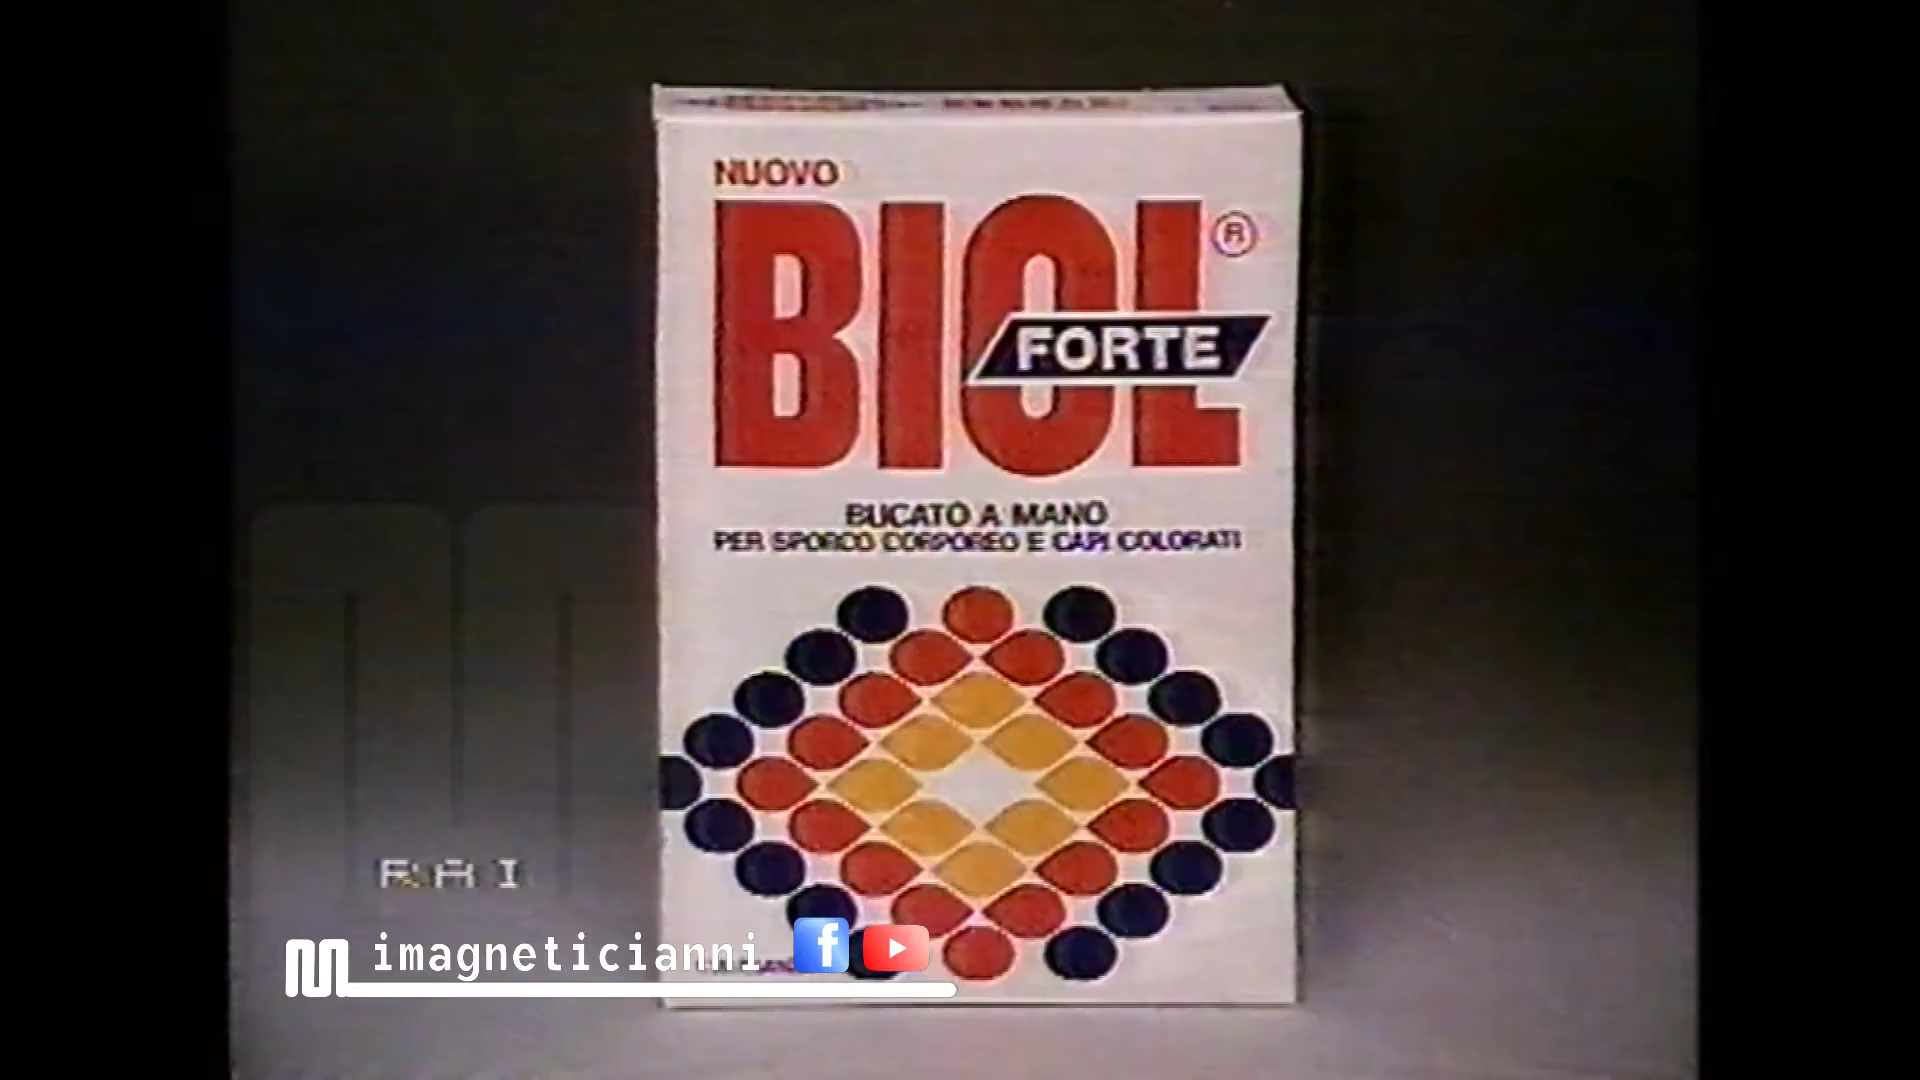 NUOVO
BIOL®
FORTE
BUCATO A MANO
PER SPORCO CORPOREO E CAPI COLORATI
RAI
imagneticianni